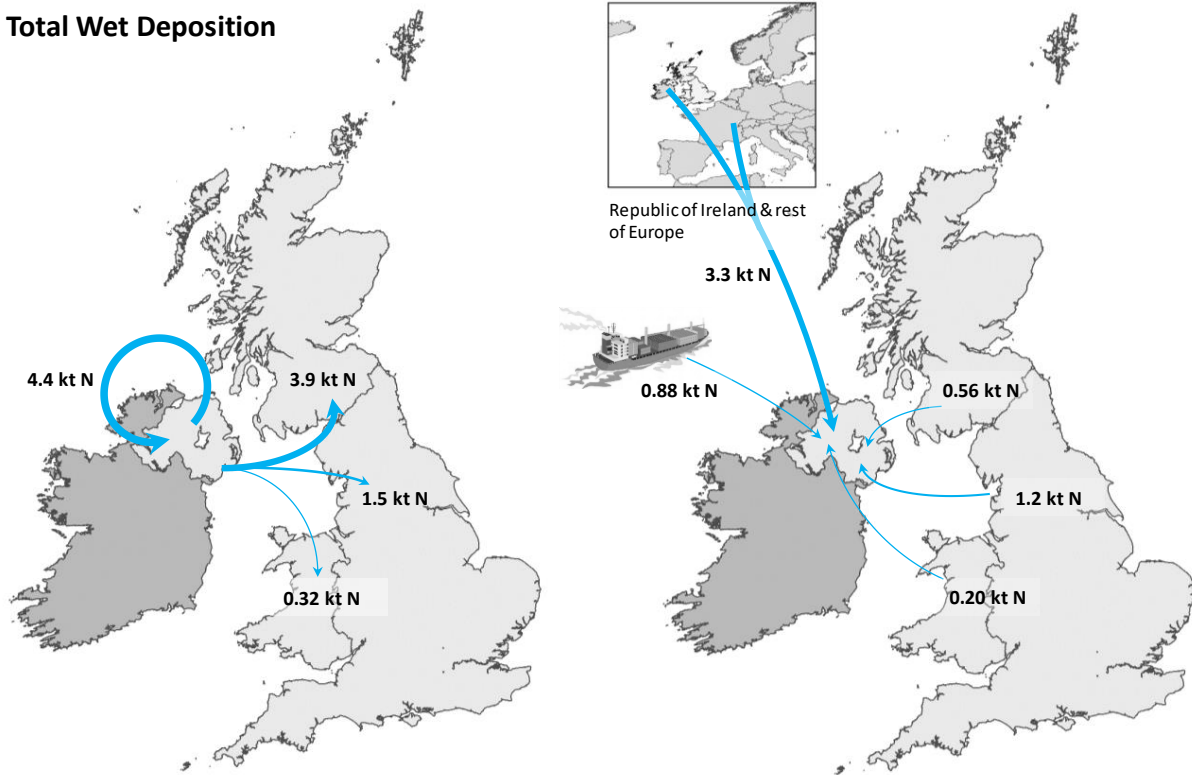 Total Wet Deposition
4.4 kt N
3.9 kt N
1.5 kt N
0.32 kt N
Republic of Ireland & rest
of Europe
3.3 kt N
0.88 kt N
0.56 kt N
1.2 kt N
0.20 kt N